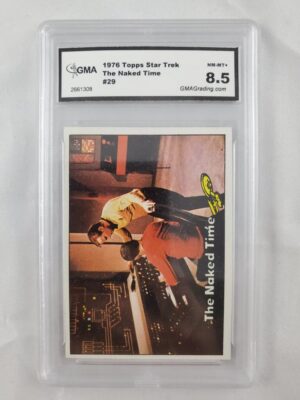 GMA
2661308
1976 Topps Star Trek
The Naked Time
#29
NM-MT+
8.5
GMAGrading.com
The Naked Time